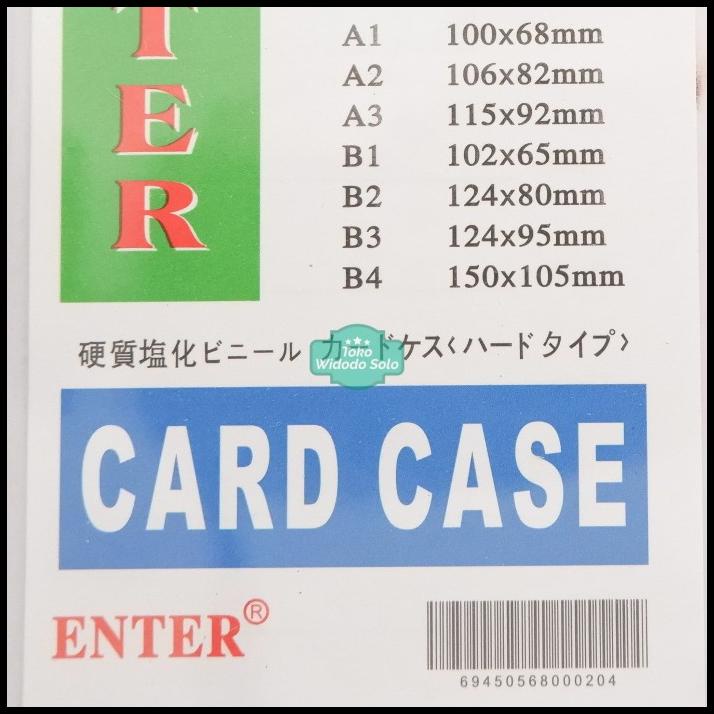 TER
A1 100x68mm
A2 106x82mm
A3 115x92mm
B1 102x65mm
B2 124x80mm
B3 124x95mm
B4 150x105mm
硬質塩化ビニール カードケス〈ハードタイプ〉
Toko
Widodo Solo
CARD CASE
ENTER®
69450568000204